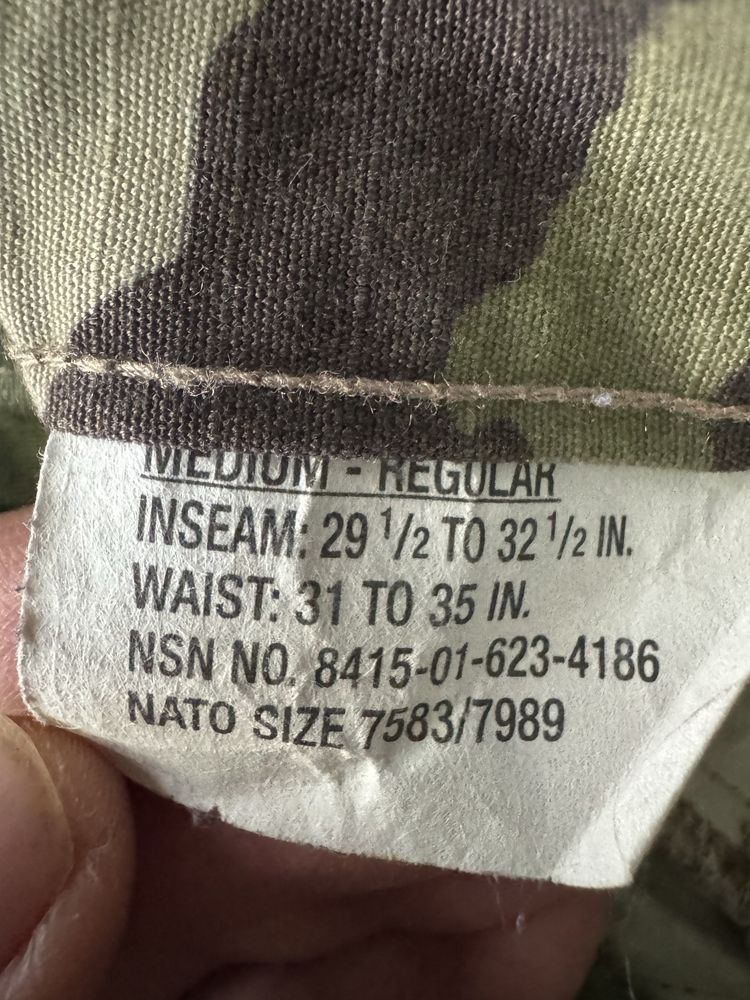 MEDIUM - REGULAR
INSEAM: 29 1/2 TO 32 1/2 IN.
WAIST: 31 TO 35 IN.
NSN NO. 8415-01-623-4186
NATO SIZE 7583/7989